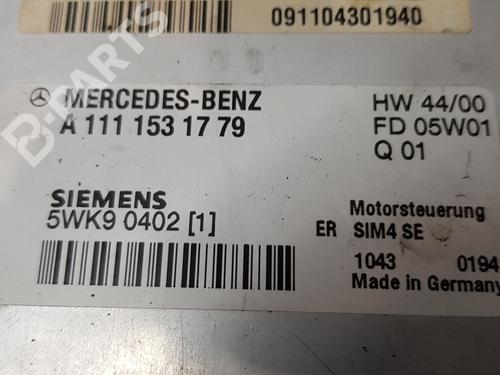 091104301940
B-PARTS
MERCEDES-BENZ HW 44/00
A 111 153 17 79 FD 05W01
Q 01
SIEMENS Motorsteuerung
5WK9 0402 [1] ER SIM4 SE
1043 0194
Made in Germany